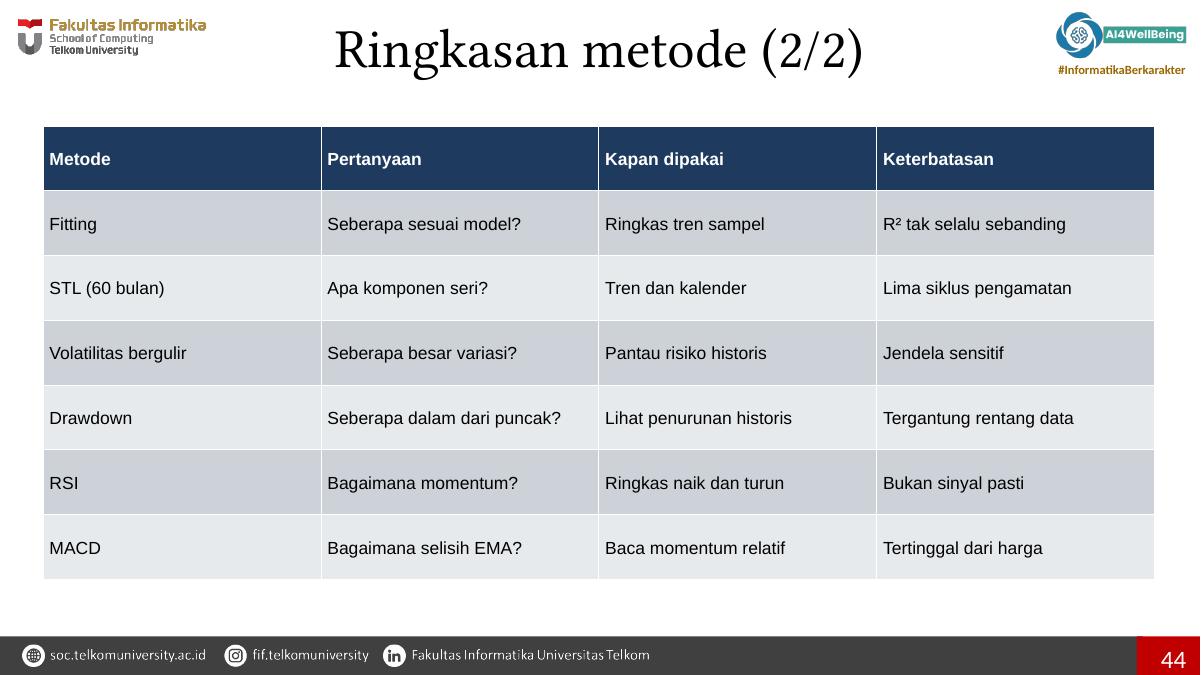 Fakultas Informatika
School of Computing
Telkom University
Ringkasan metode (2/2)
AI4WellBeing
#InformatikaBerkarakter
Metode Pertanyaan Kapan dipakai Keterbatasan
Fitting Seberapa sesuai model? Ringkas tren sampel R² tak selalu sebanding
STL (60 bulan) Apa komponen seri? Tren dan kalender Lima siklus pengamatan
Volatilitas bergulir Seberapa besar variasi? Pantau risiko historis Jendela sensitif
Drawdown Seberapa dalam dari puncak? Lihat penurunan historis Tergantung rentang data
RSI Bagaimana momentum? Ringkas naik dan turun Bukan sinyal pasti
MACD Bagaimana selisih EMA? Baca momentum relatif Tertinggal dari harga
soc.telkomuniversity.ac.id fif.telkomuniversity in Fakultas Informatika Universitas Telkom 44